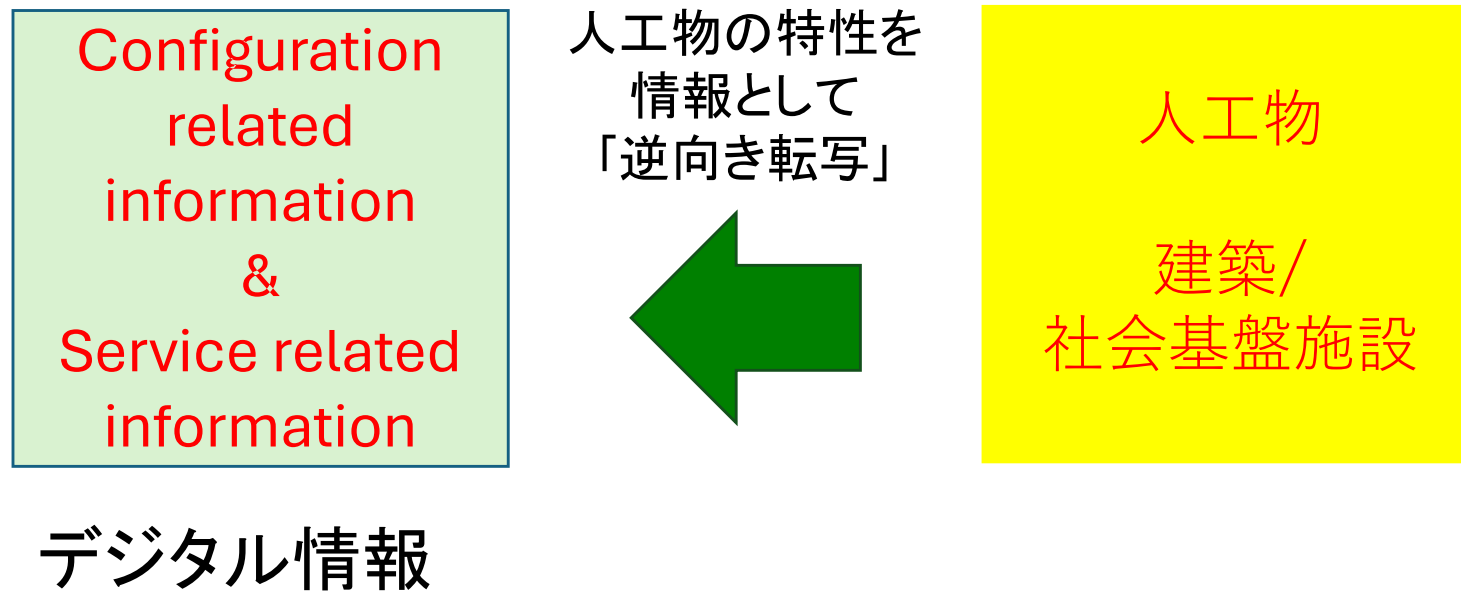 Configuration
related
information
&
Service related
information
デジタル情報
人工物の特性を
情報として
「逆向き転写」
人工物
建築/
社会基盤施設